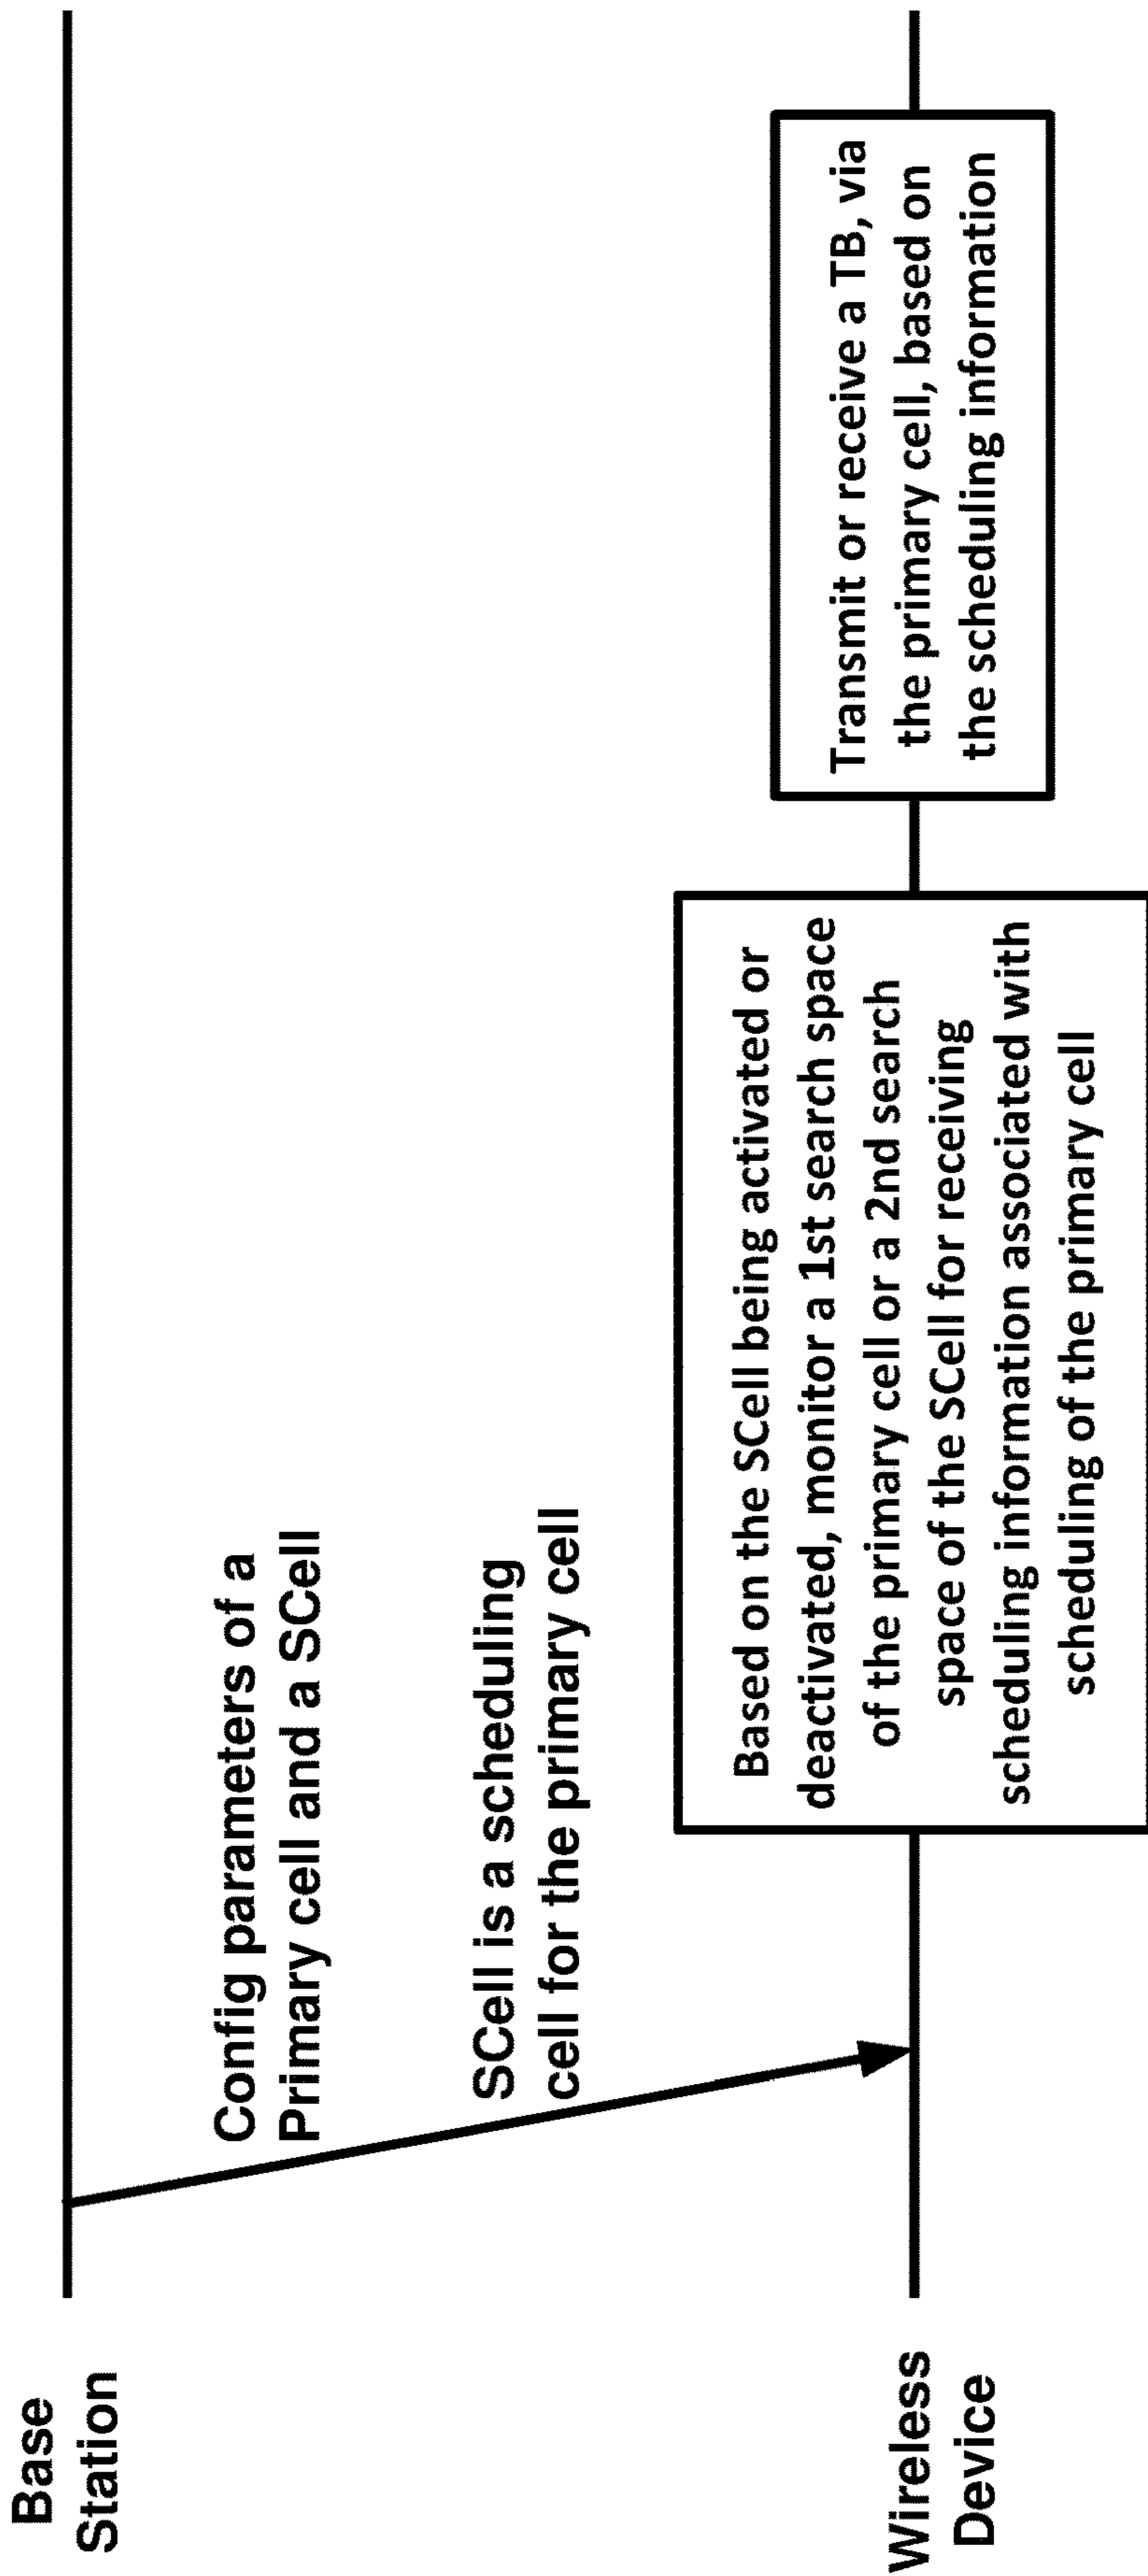 Base
Station
Config parameters of a
Primary cell and a SCell
SCell is a scheduling
cell for the primary cell
Wireless
Device
Based on the SCell being activated or
deactivated, monitor a 1st search space
of the primary cell or a 2nd search
space of the SCell for receiving
scheduling information associated with
scheduling of the primary cell
Transmit or receive a TB, via
the primary cell, based on
the scheduling information